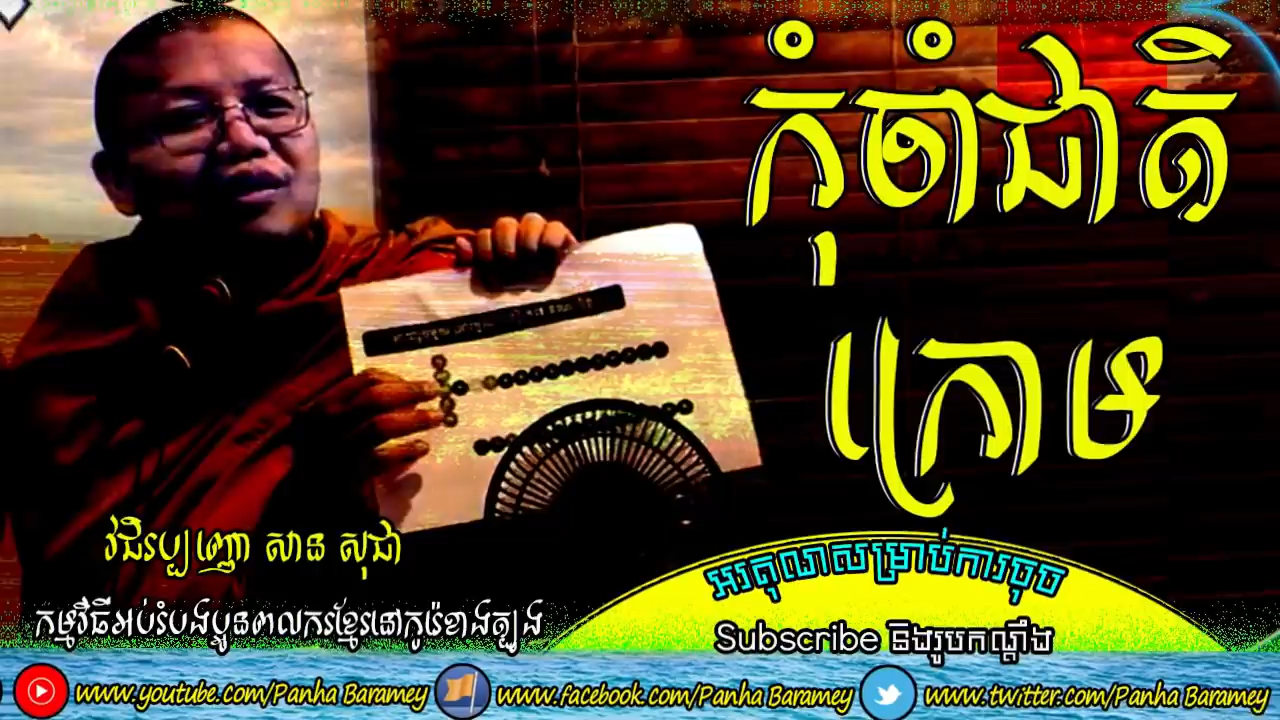 កុំចាំជាតិ
ក្រោម
វជិរប្បញ្ញោ សាន សុជា
កម្មវិធីអប់រំបងប្អូនពលករខ្មែរនៅកូរ៉េខាងត្បូង
អរគុណសម្រាប់ការចុច
Subscribe និងរូបកណ្ដឹង
www.youtube.com/Panha Baramey
www.facebook.com/Panha Baramey
www.twitter.com/Panha Baramey